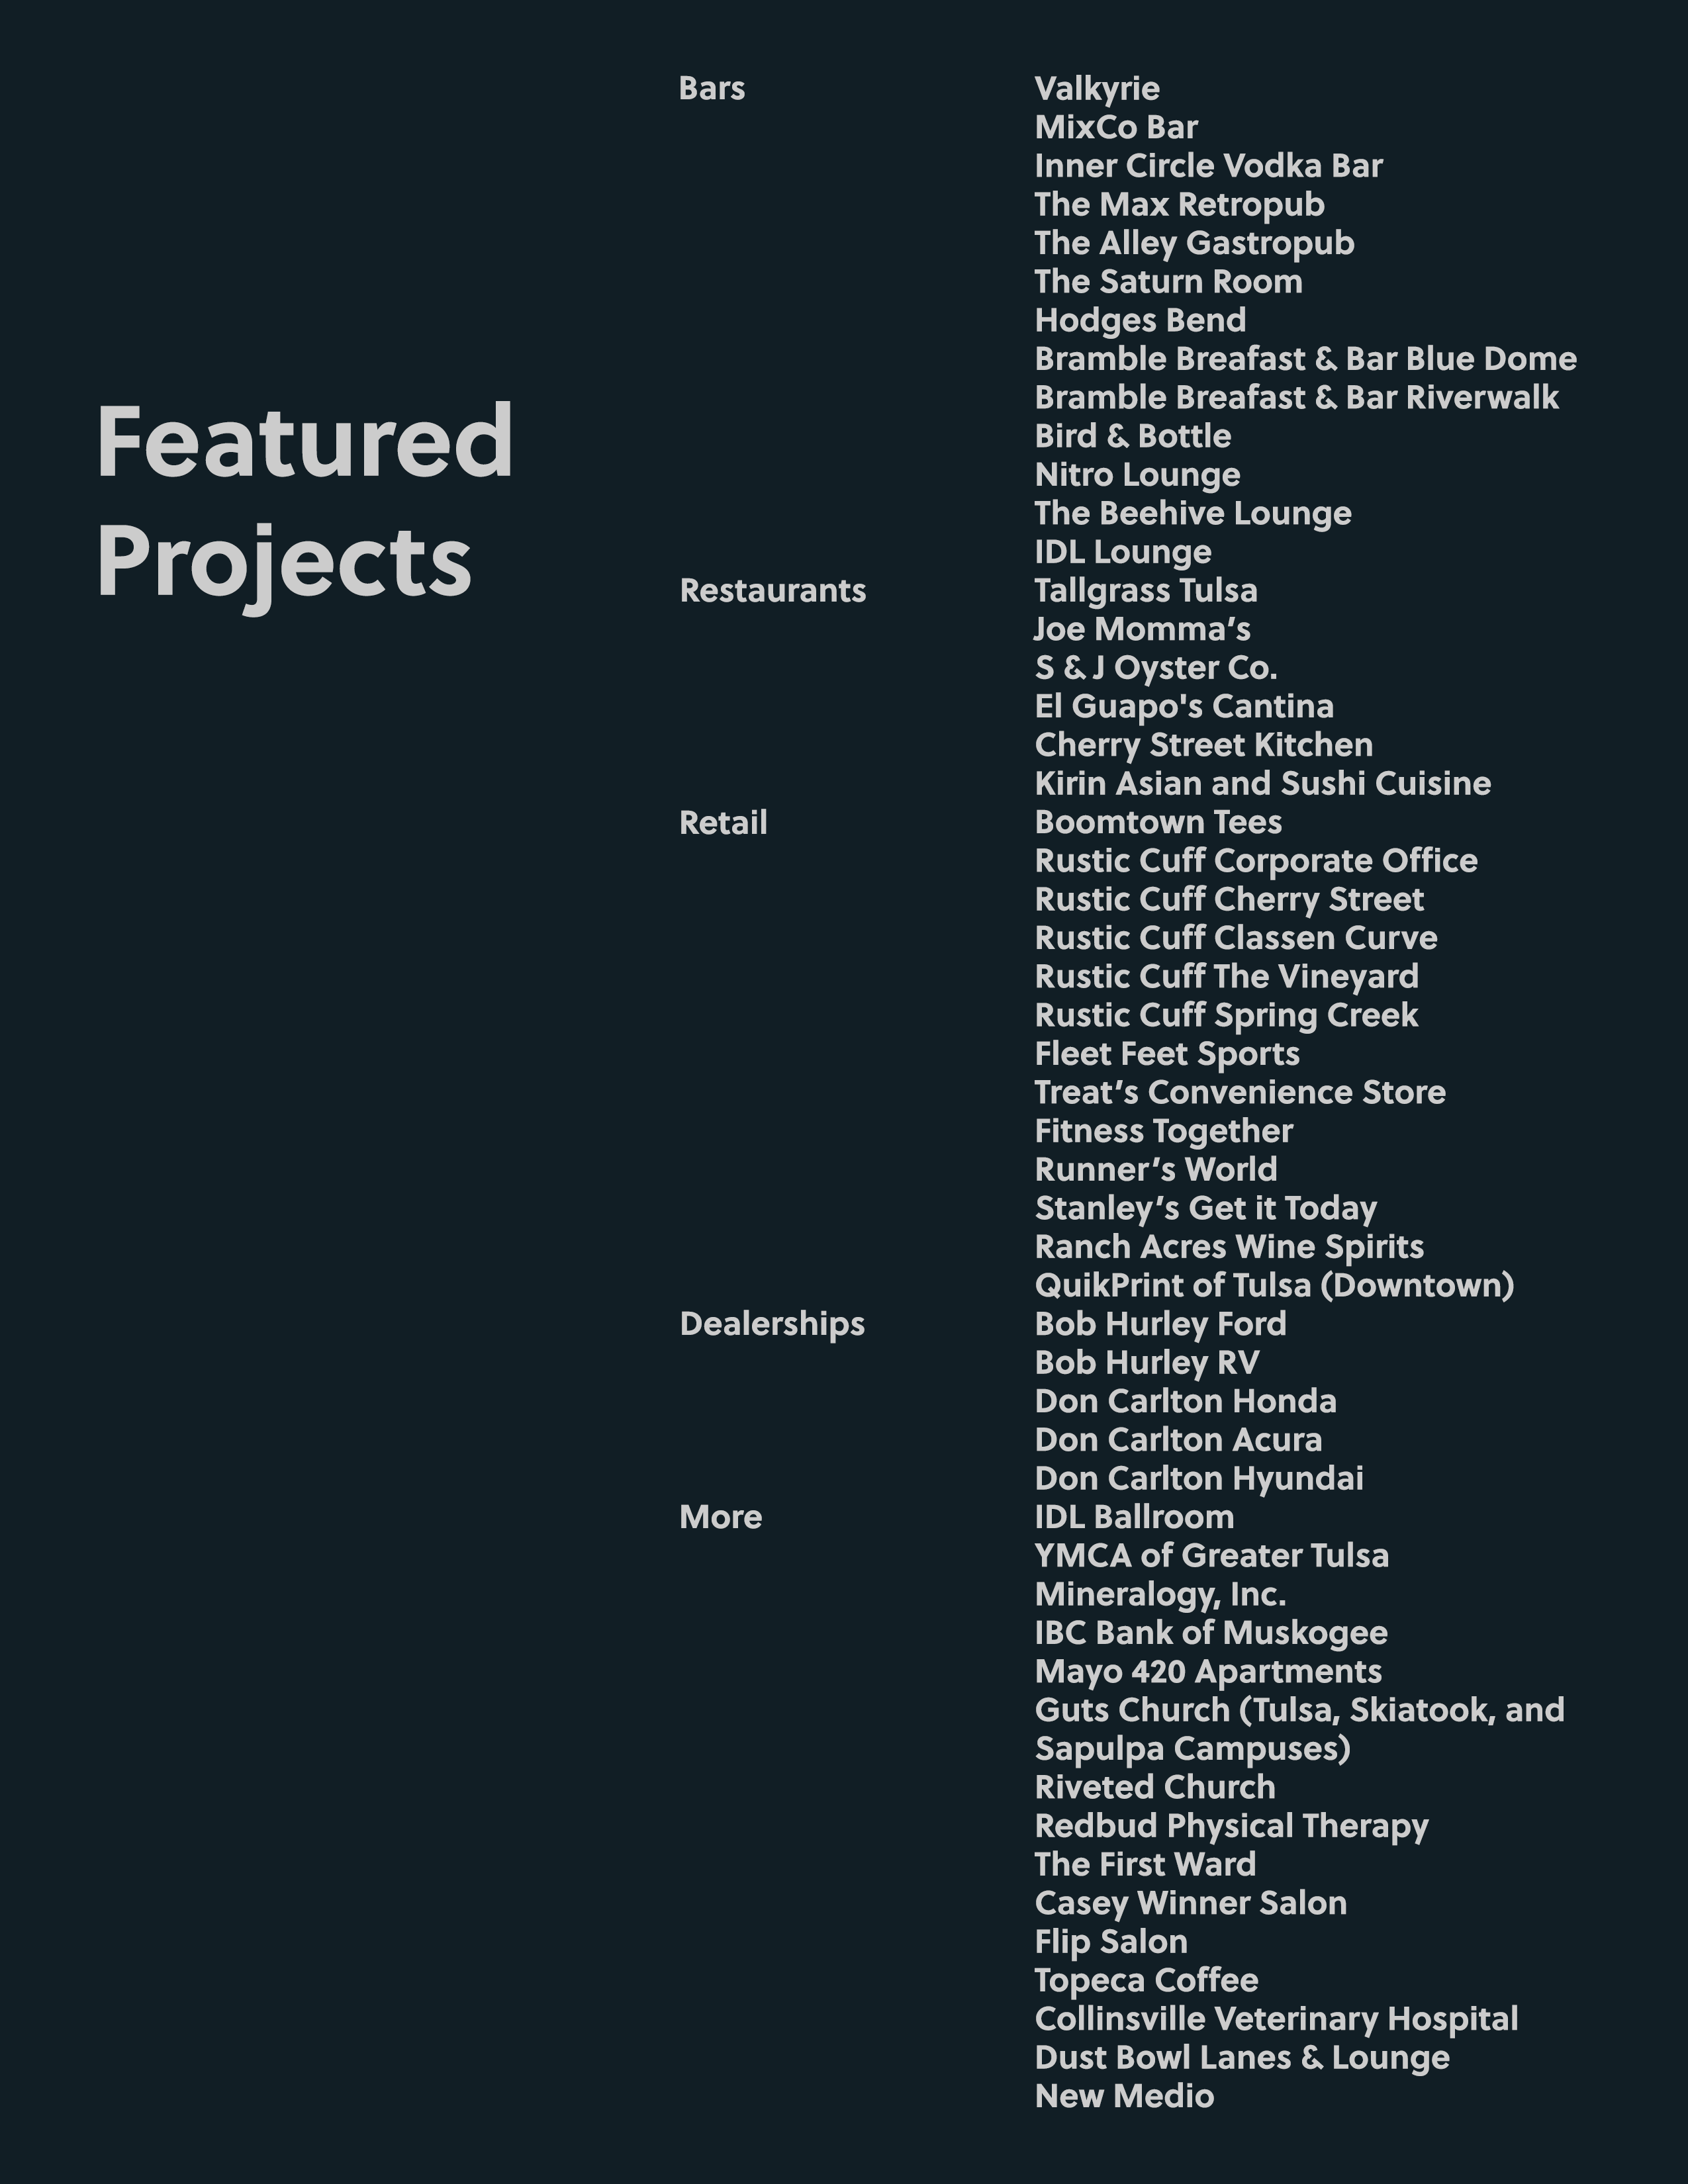 Featured
Projects
Bars
Valkyrie
MixCo Bar
Inner Circle Vodka Bar
The Max Retropub
The Alley Gastropub
The Saturn Room
Hodges Bend
Bramble Breafast & Bar Blue Dome
Bramble Breafast & Bar Riverwalk
Bird & Bottle
Nitro Lounge
The Beehive Lounge
IDL Lounge
Restaurants
Tallgrass Tulsa
Joe Momma’s
S & J Oyster Co.
El Guapo's Cantina
Cherry Street Kitchen
Kirin Asian and Sushi Cuisine
Retail
Boomtown Tees
Rustic Cuff Corporate Office
Rustic Cuff Cherry Street
Rustic Cuff Classen Curve
Rustic Cuff The Vineyard
Rustic Cuff Spring Creek
Fleet Feet Sports
Treat’s Convenience Store
Fitness Together
Runner’s World
Stanley’s Get it Today
Ranch Acres Wine Spirits
QuikPrint of Tulsa (Downtown)
Dealerships
Bob Hurley Ford
Bob Hurley RV
Don Carlton Honda
Don Carlton Acura
Don Carlton Hyundai
More
IDL Ballroom
YMCA of Greater Tulsa
Mineralogy, Inc.
IBC Bank of Muskogee
Mayo 420 Apartments
Guts Church (Tulsa, Skiatook, and
Sapulpa Campuses)
Riveted Church
Redbud Physical Therapy
The First Ward
Casey Winner Salon
Flip Salon
Topeca Coffee
Collinsville Veterinary Hospital
Dust Bowl Lanes & Lounge
New Medio